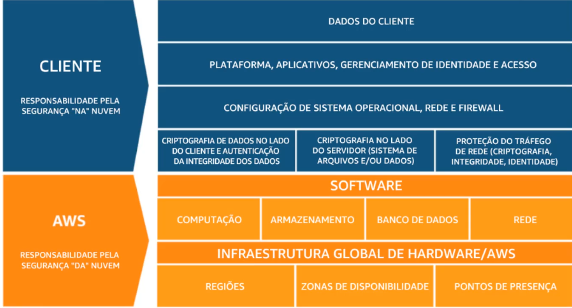 CLIENTE
RESPONSABILIDADE PELA
SEGURANÇA "NA" NUVEM
DADOS DO CLIENTE
PLATAFORMA, APLICATIVOS, GERENCIAMENTO DE IDENTIDADE E ACESSO
CONFIGURAÇÃO DE SISTEMA OPERACIONAL, REDE E FIREWALL
CRIPTOGRAFIA DE DADOS NO LADO
DO CLIENTE E AUTENTICAÇÃO
DA INTEGRIDADE DOS DADOS
CRIPTOGRAFIA NO LADO
DO SERVIDOR (SISTEMA DE
ARQUIVOS E/OU DADOS)
PROTEÇÃO DO TRÁFEGO
DE REDE (CRIPTOGRAFIA,
INTEGRIDADE, IDENTIDADE)
AWS
RESPONSABILIDADE PELA
SEGURANÇA "DA" NUVEM
SOFTWARE
COMPUTAÇÃO
ARMAZENAMENTO
BANCO DE DADOS
REDE
INFRAESTRUTURA GLOBAL DE HARDWARE/AWS
REGIÕES
ZONAS DE DISPONIBILIDADE
PONTOS DE PRESENÇA